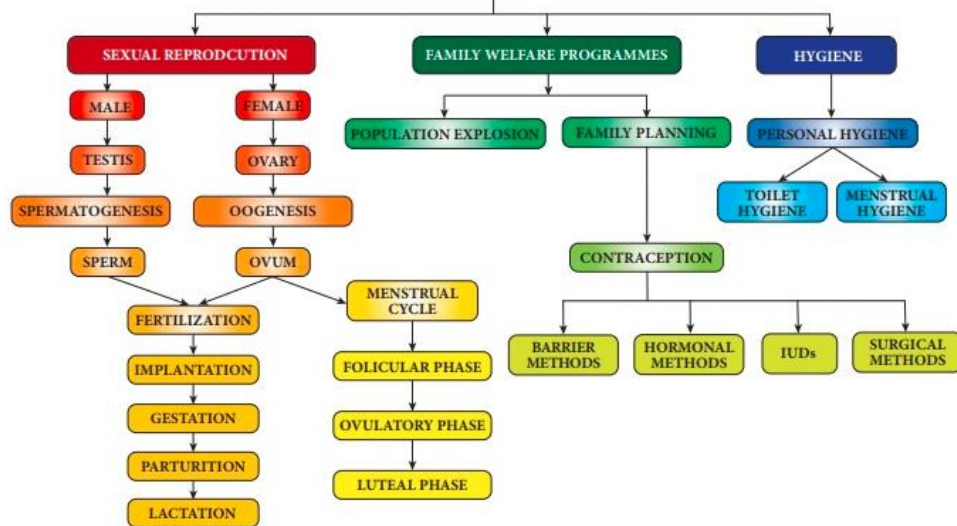 SEXUAL REPRODCUTION
FAMILY WELFARE PROGRAMMES
HYGIENE
MALE
FEMALE
POPULATION EXPLOSION
FAMILY PLANNING
PERSONAL HYGIENE
TESTIS
OVARY
TOILET
HYGIENE
MENSTRUAL
HYGIENE
SPERMATOGENESIS
OOGENESIS
SPERM
OVUM
CONTRACEPTION
MENSTRUAL
CYCLE
FERTILIZATION
BARRIER
METHODS
HORMONAL
METHODS
IUDs
SURGICAL
METHODS
IMPLANTATION
FOLICULAR PHASE
GESTATION
OVULATORY PHASE
PARTURITION
LUTEAL PHASE
LACTATION